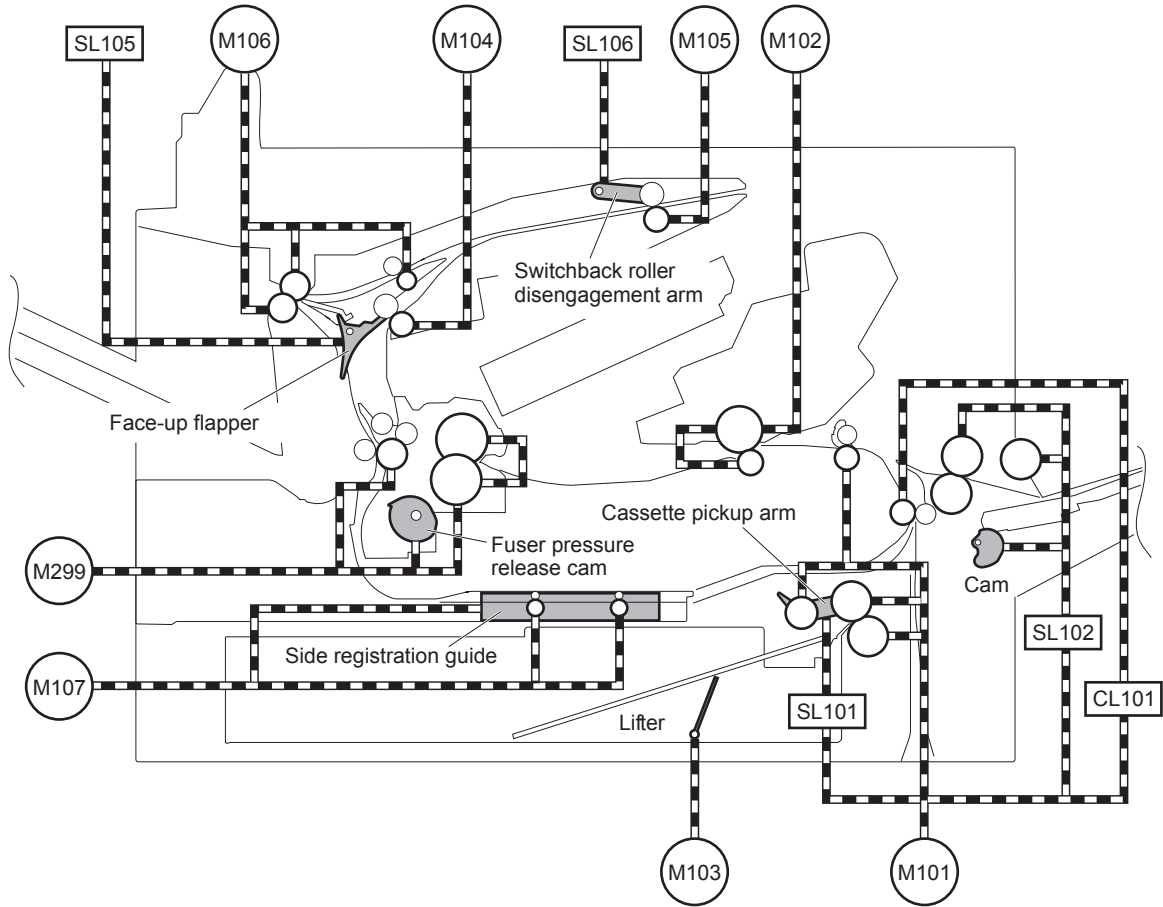 SL105
M106
M104
SL106
M105
M102
Switchback roller
disengagement arm
Face-up flapper
Cassette pickup arm
Fuser pressure
release cam
M299
Cam
SL102
Side registration guide
M107
CL101
SL101
Lifter
M103
M101